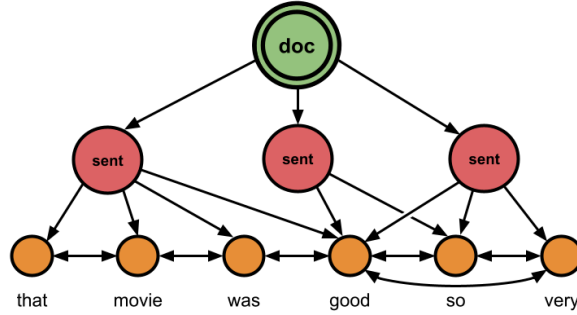 doc
sent sent sent
that movie was good so very